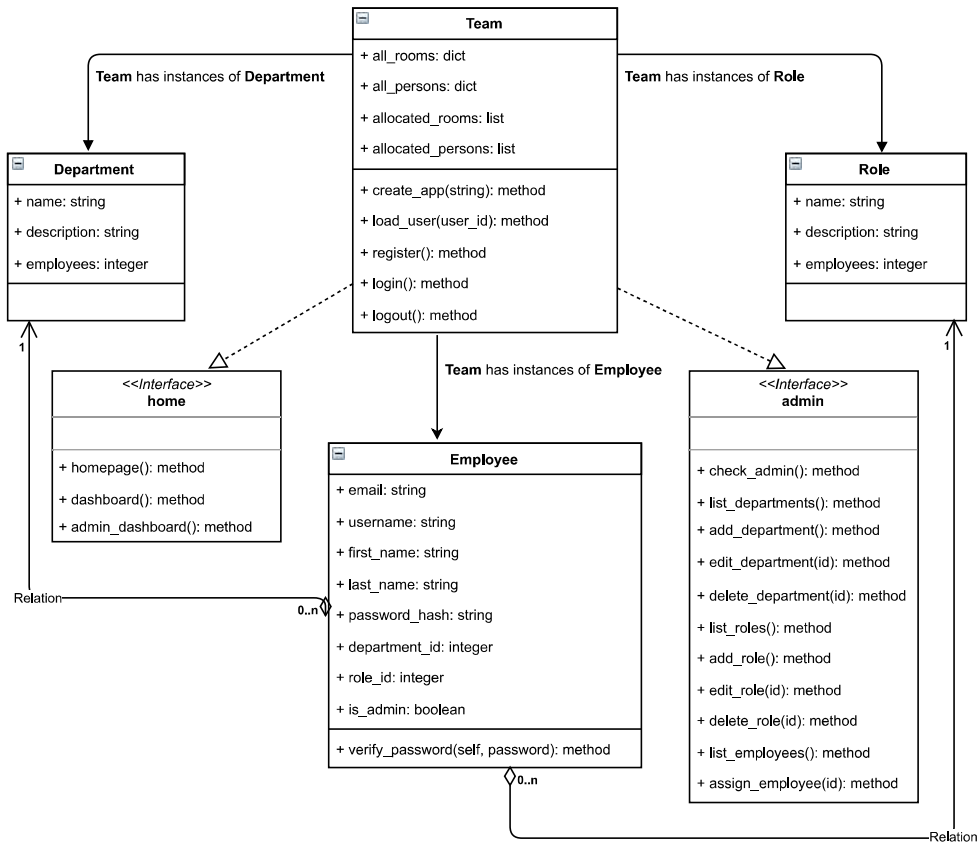 Team
+ all_rooms: dict
+ all_persons: dict
+ allocated_rooms: list
+ allocated_persons: list
+ create_app(string): method
+ load_user(user_id): method
+ register(): method
+ login(): method
+ logout(): method
Team has instances of Department
Team has instances of Role
Department
+ name: string
+ description: string
+ employees: integer
Role
+ name: string
+ description: string
+ employees: integer
1
1
<<Interface>>
home
+ homepage(): method
+ dashboard(): method
+ admin_dashboard(): method
Team has instances of Employee
<<Interface>>
admin
+ check_admin(): method
+ list_departments(): method
+ add_department(): method
+ edit_department(id): method
+ delete_department(id): method
+ list_roles(): method
+ add_role(): method
+ edit_role(id): method
+ delete_role(id): method
+ list_employees(): method
+ assign_employee(id): method
Employee
+ email: string
+ username: string
+ first_name: string
+ last_name: string
+ password_hash: string
+ department_id: integer
+ role_id: integer
+ is_admin: boolean
+ verify_password(self, password): method
Relation
0..n
0..n
Relation